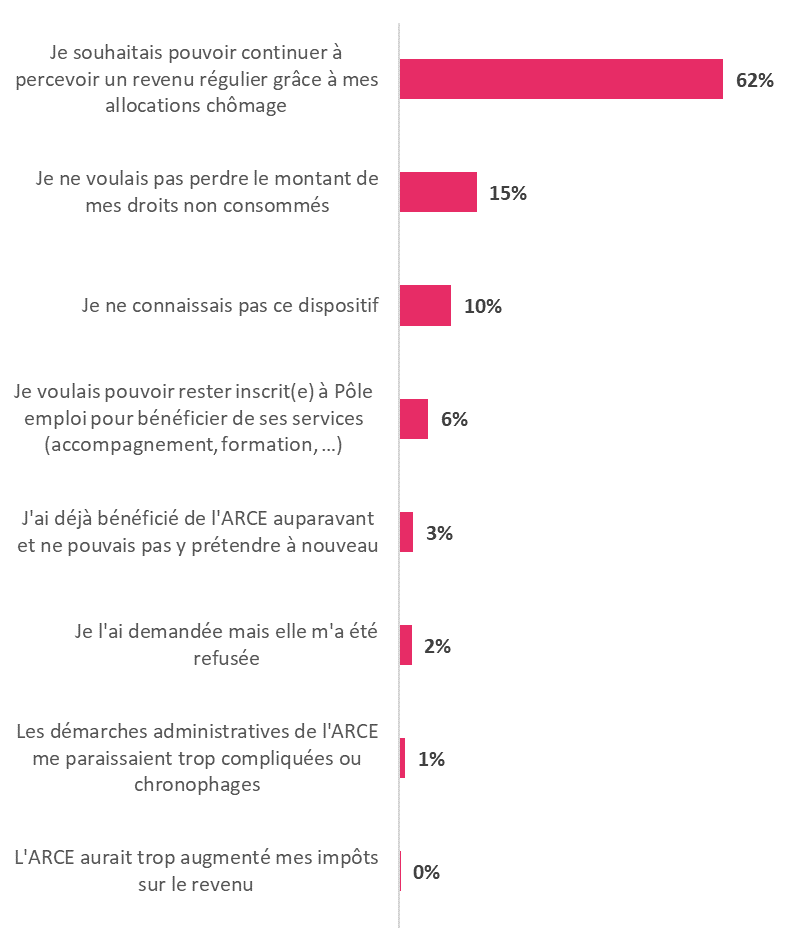 Je souhaitais pouvoir continuer à
percevoir un revenu régulier grâce à mes
allocations chômage
62%
Je ne voulais pas perdre le montant de
mes droits non consommés
15%
Je ne connaissais pas ce dispositif
10%
Je voulais pouvoir rester inscrit(e) à Pôle
emploi pour bénéficier de ses services
(accompagnement, formation, ...)
6%
J'ai déjà bénéficié de l'ARCE auparavant
et ne pouvais pas y prétendre à nouveau
3%
Je l'ai demandée mais elle m'a été
refusée
2%
Les démarches administratives de l'ARCE
me paraissaient trop compliquées ou
chronophages
1%
L'ARCE aurait trop augmenté mes impôts
sur le revenu
0%